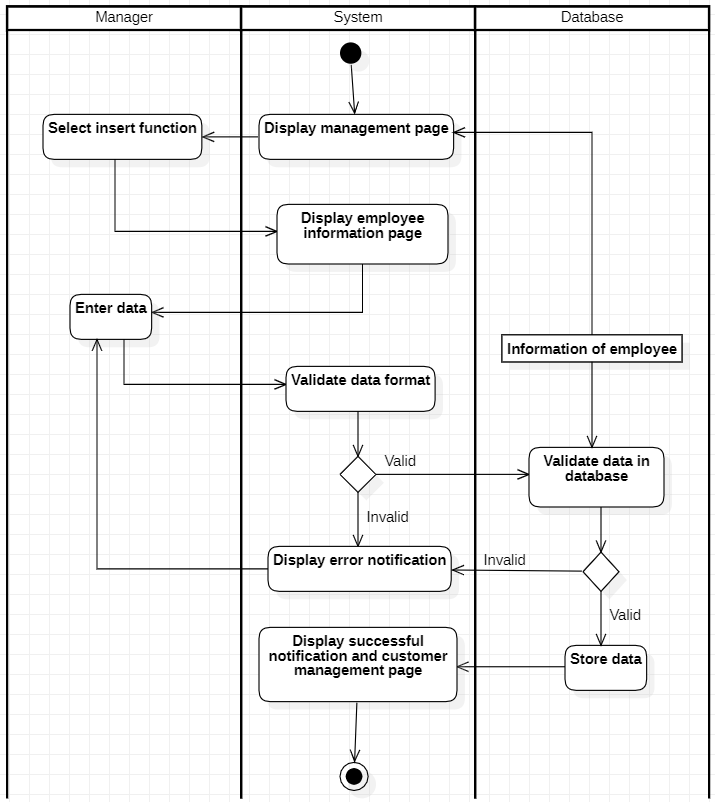 Manager
System
Database
Select insert function
Display management page
Display employee
information page
Enter data
Information of employee
Validate data format
Valid
Validate data in
database
Invalid
Display error notification
Invalid
Valid
Display successful
notification and customer
management page
Store data